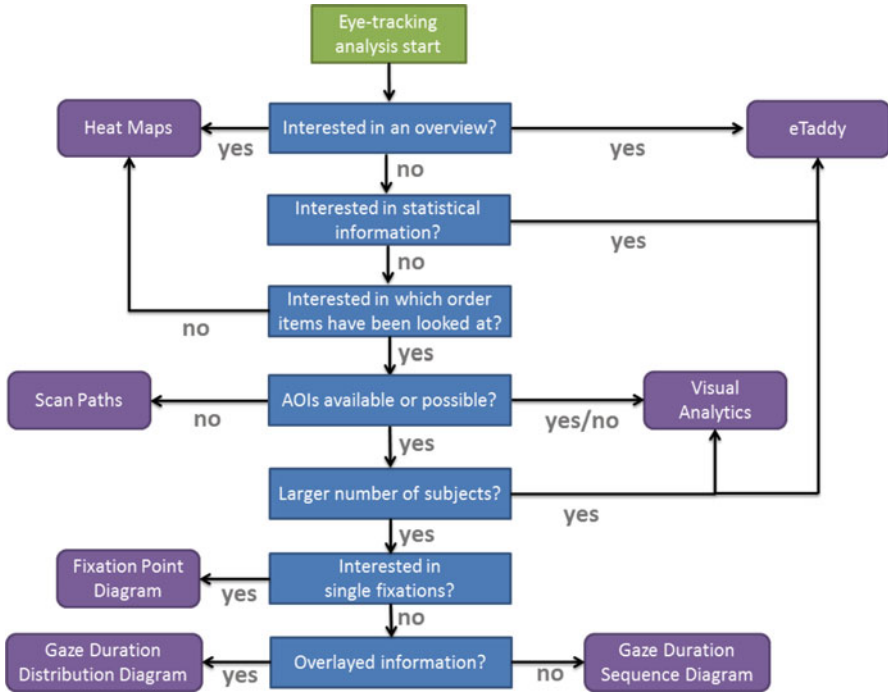 Eye-tracking
analysis start
Heat Maps
Interested in an overview?
eTaddy
yes
yes
no
Interested in statistical
information?
yes
no
Interested in which order
items have been looked at?
no
yes
Scan Paths
AOIs available or possible?
Visual
Analytics
no
yes/no
yes
Larger number of subjects?
yes
yes
Fixation Point
Diagram
Interested in
single fixations?
yes
no
Gaze Duration
Distribution Diagram
Overlayed information?
Gaze Duration
Sequence Diagram
yes
no